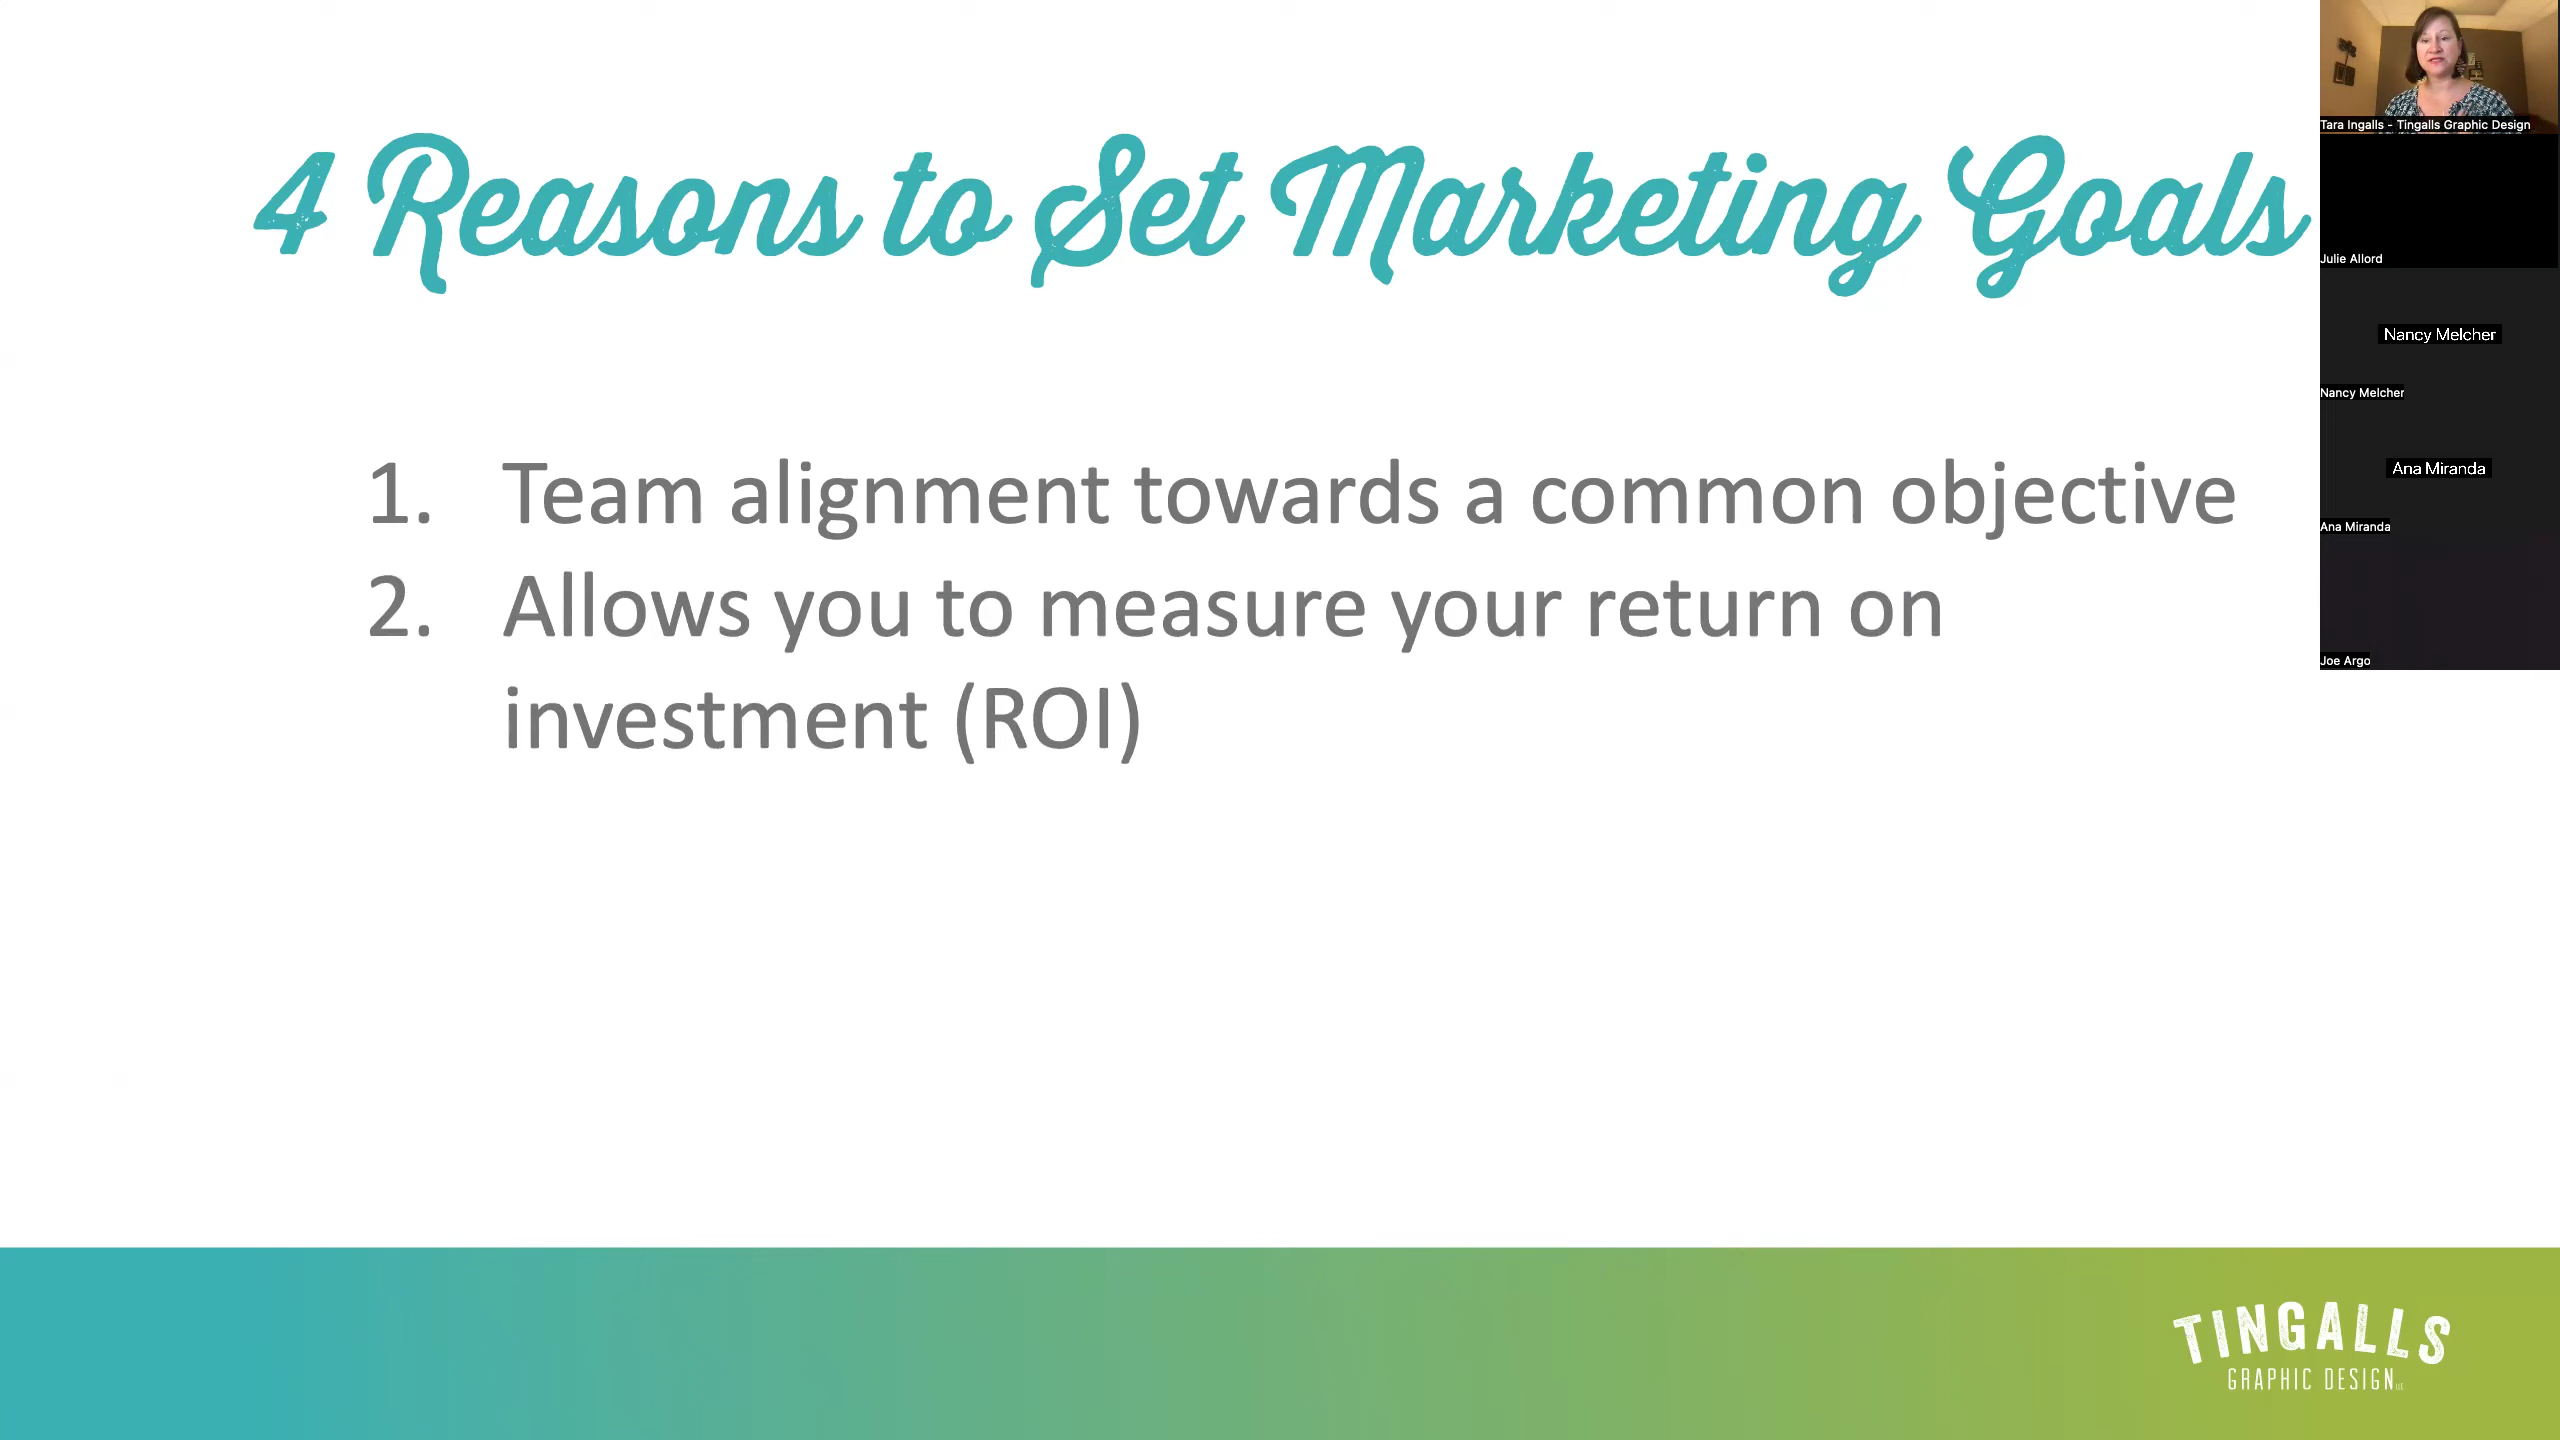 4 Reasons to Set Marketing Goals
1. Team alignment towards a common objective
2. Allows you to measure your return on
investment (ROI)
Tara Ingalls - Tingalls Graphic Design
Julie Allord
Nancy Melcher
Nancy Melcher
Ana Miranda
Ana Miranda
Joe Argo
TINGALLS
GRAPHIC DESIGN LLC